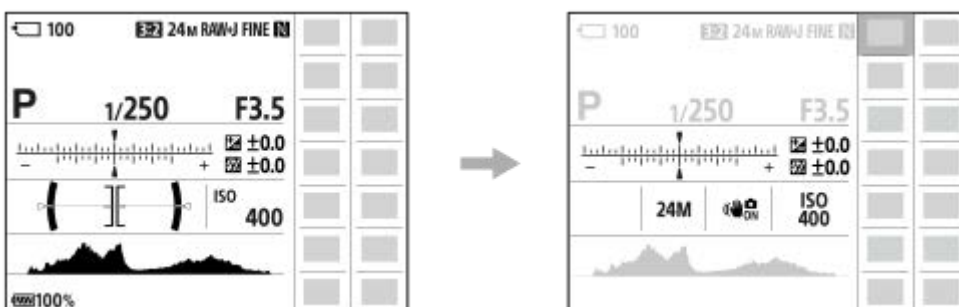 100 3:2 24M RAW+J FINE N
P 1/250 F3.5
±0.0
- + ±0.0
ISO
400
100%
100 3:2 24M RAW+J FINE N
P 1/250 F3.5
±0.0
- + ±0.0
24M ON ISO
400